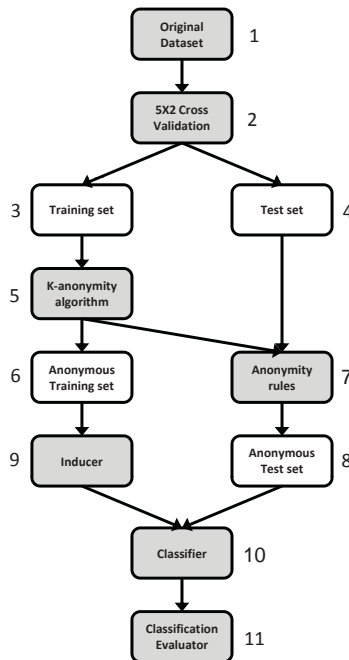 Original
Dataset
1
5X2 Cross
Validation
2
3
Training set
Test set
4
5
K-anonymity
algorithm
6
Anonymous
Training set
Anonymity
rules
7
9
Inducer
Anonymous
Test set
8
Classifier
10
Classification
Evaluator
11